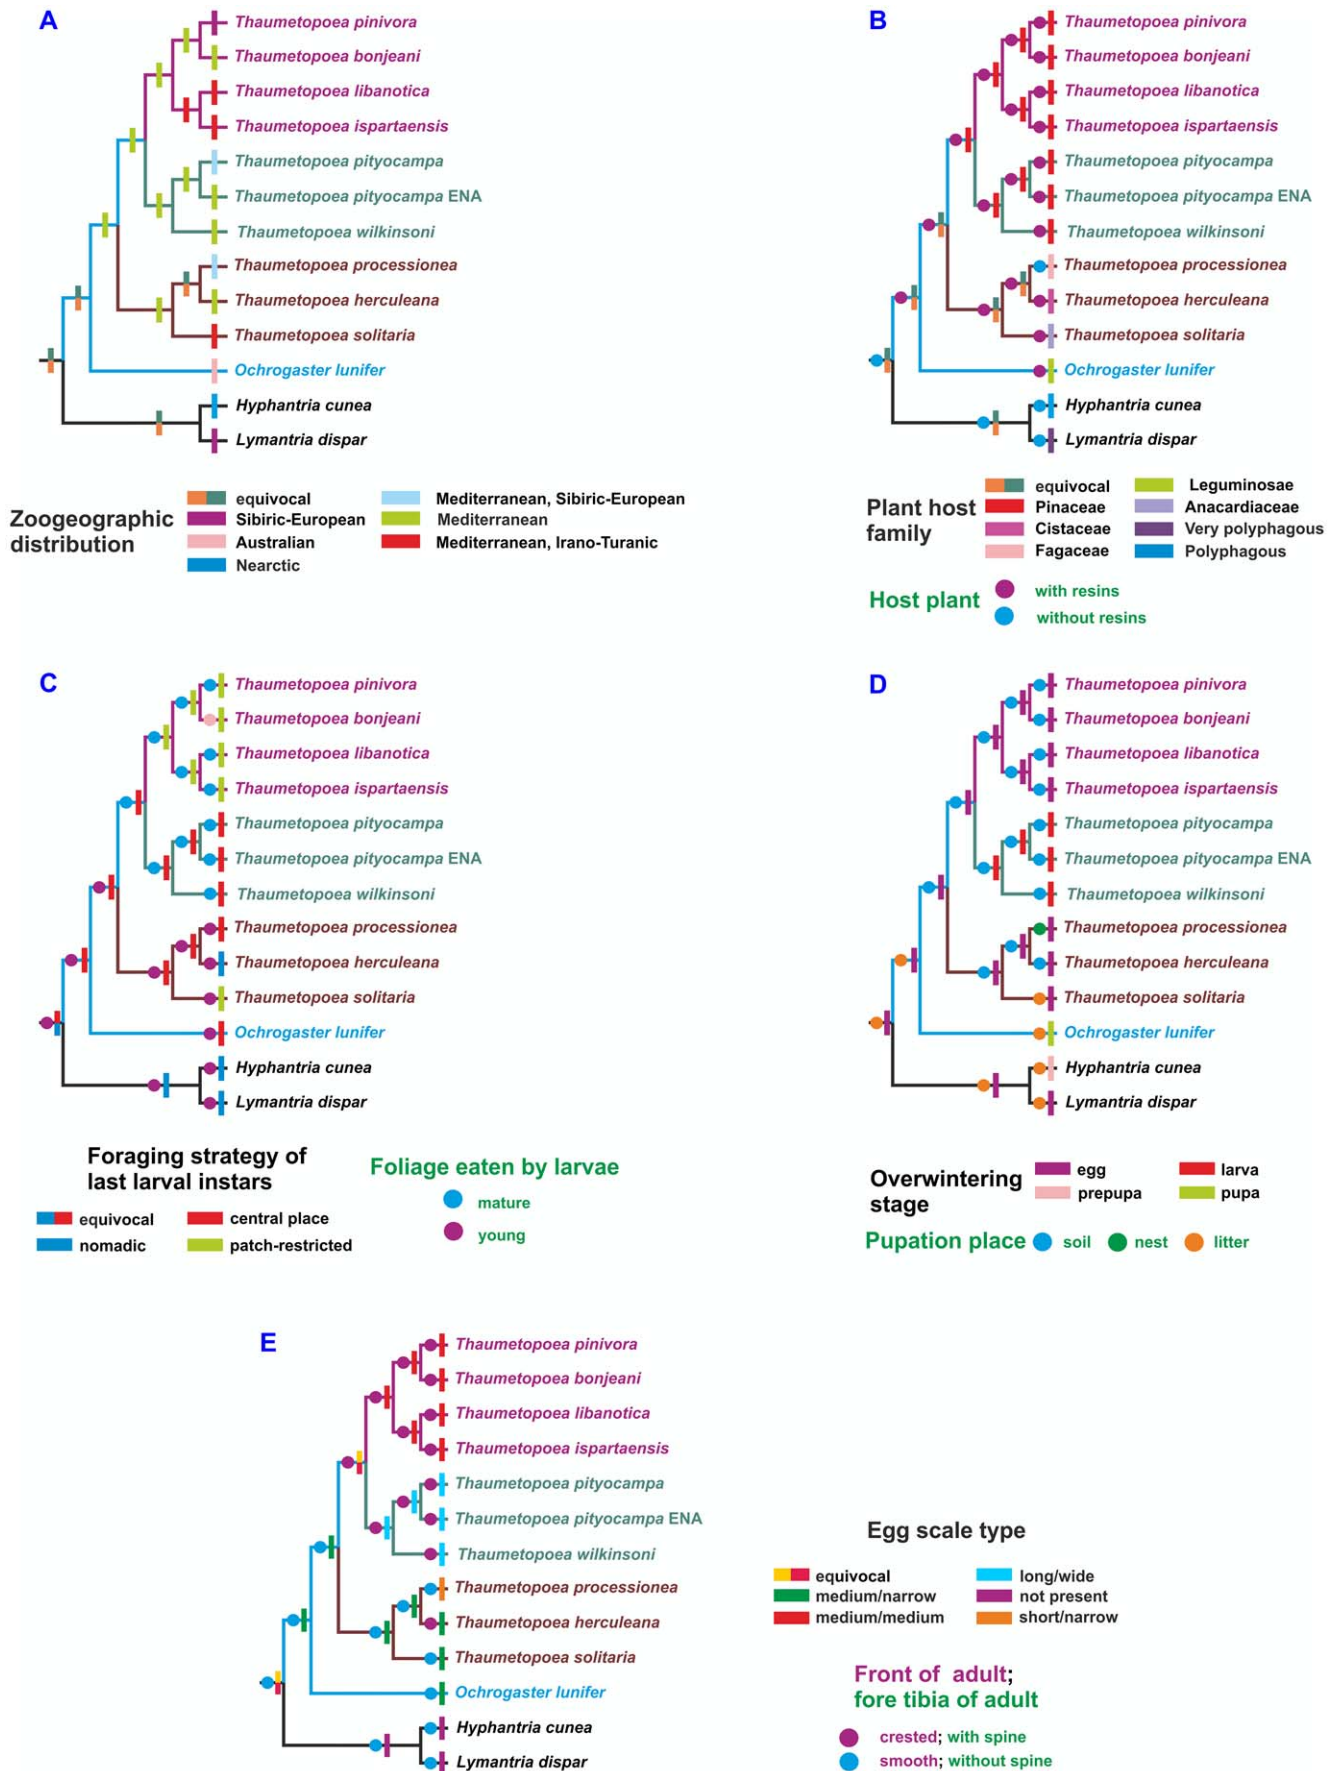 A
Thaumetopoea pinivora
Thaumetopoea bonjeani
Thaumetopoea libanotica
Thaumetopoea ispartaensis
Thaumetopoea pityocampa
Thaumetopoea pityocampa ENA
Thaumetopoea wilkinsoni
Thaumetopoea processionea
Thaumetopoea herculeana
Thaumetopoea solitaria
Ochrogaster lunifer
Hyphantria cunea
Lymantria dispar
Zoogeographic
distribution
equivocal
Sibiric-European
Australian
Nearctic
Mediterranean, Sibiric-European
Mediterranean
Mediterranean, Irano-Turanic
B
Thaumetopoea pinivora
Thaumetopoea bonjeani
Thaumetopoea libanotica
Thaumetopoea ispartaensis
Thaumetopoea pityocampa
Thaumetopoea pityocampa ENA
Thaumetopoea wilkinsoni
Thaumetopoea processionea
Thaumetopoea herculeana
Thaumetopoea solitaria
Ochrogaster lunifer
Hyphantria cunea
Lymantria dispar
Plant host
family
equivocal
Pinaceae
Cistaceae
Fagaceae
Leguminosae
Anacardiaceae
Very polyphagous
Polyphagous
Host plant
with resins
without resins
C
Thaumetopoea pinivora
Thaumetopoea bonjeani
Thaumetopoea libanotica
Thaumetopoea ispartaensis
Thaumetopoea pityocampa
Thaumetopoea pityocampa ENA
Thaumetopoea wilkinsoni
Thaumetopoea processionea
Thaumetopoea herculeana
Thaumetopoea solitaria
Ochrogaster lunifer
Hyphantria cunea
Lymantria dispar
Foraging strategy of
last larval instars
equivocal
nomadic
central place
patch-restricted
Foliage eaten by larvae
mature
young
D
Thaumetopoea pinivora
Thaumetopoea bonjeani
Thaumetopoea libanotica
Thaumetopoea ispartaensis
Thaumetopoea pityocampa
Thaumetopoea pityocampa ENA
Thaumetopoea wilkinsoni
Thaumetopoea processionea
Thaumetopoea herculeana
Thaumetopoea solitaria
Ochrogaster lunifer
Hyphantria cunea
Lymantria dispar
Overwintering
stage
egg
prepupa
larva
pupa
Pupation place
soil
nest
litter
E
Thaumetopoea pinivora
Thaumetopoea bonjeani
Thaumetopoea libanotica
Thaumetopoea ispartaensis
Thaumetopoea pityocampa
Thaumetopoea pityocampa ENA
Thaumetopoea wilkinsoni
Thaumetopoea processionea
Thaumetopoea herculeana
Thaumetopoea solitaria
Ochrogaster lunifer
Hyphantria cunea
Lymantria dispar
Egg scale type
equivocal
medium/narrow
medium/medium
long/wide
not present
short/narrow
Front of adult;
fore tibia of adult
crested; with spine
smooth; without spine